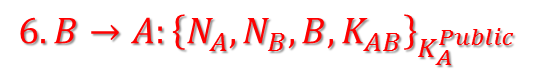 6. B → A: {N_A, N_B, B, K_AB}_{K_A^Public}